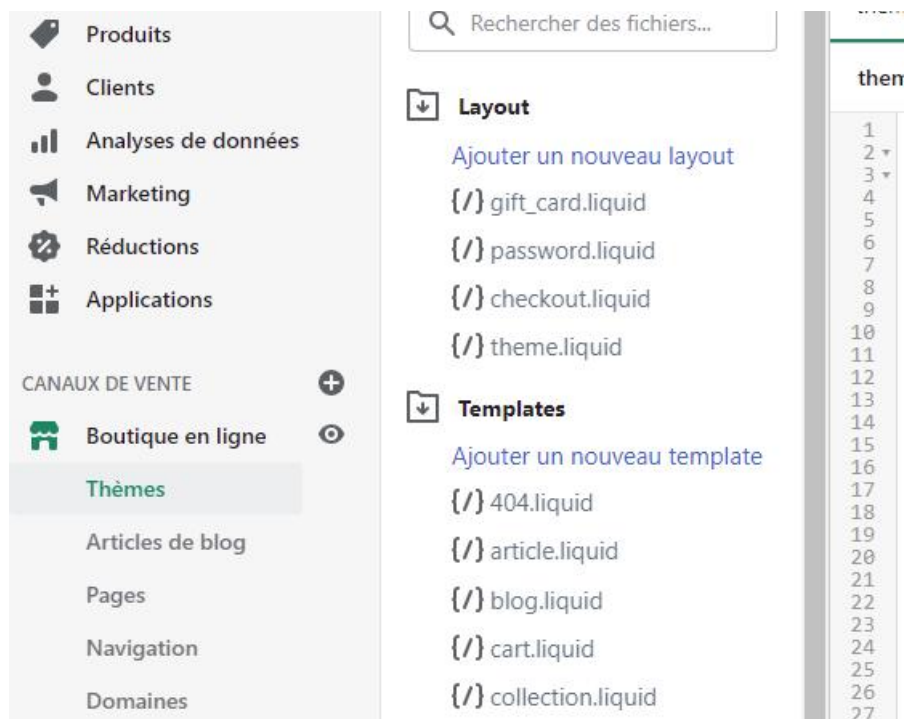 Produits
Clients
Analyses de données
Marketing
Réductions
Applications
CANAUX DE VENTE
Boutique en ligne
Thèmes
Articles de blog
Pages
Navigation
Domaines
Rechercher des fichiers...
Layout
Ajouter un nouveau layout
{/} gift_card.liquid
{/} password.liquid
{/} checkout.liquid
{/} theme.liquid
Templates
Ajouter un nouveau template
{/} 404.liquid
{/} article.liquid
{/} blog.liquid
{/} cart.liquid
{/} collection.liquid
them
1
2
3
4
5
6
7
8
9
10
11
12
13
14
15
16
17
18
19
20
21
22
23
24
25
26
27